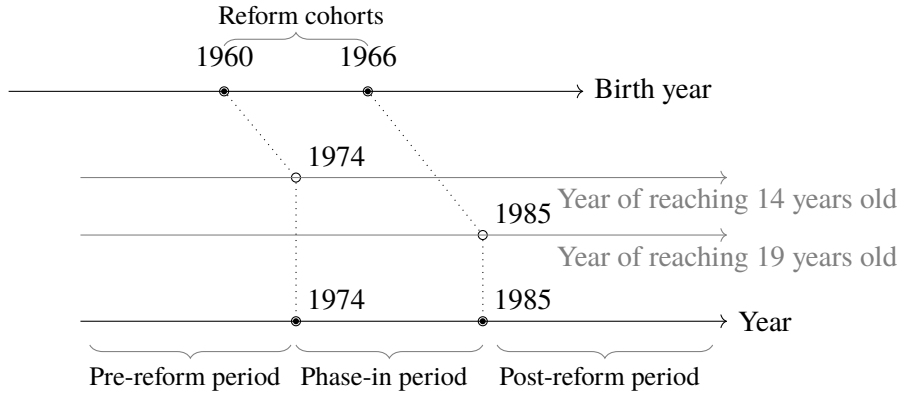 Reform cohorts
1960 1966
Birth year
1974
Year of reaching 14 years old
1985
Year of reaching 19 years old
1974 1985
Year
Pre-reform period Phase-in period Post-reform period